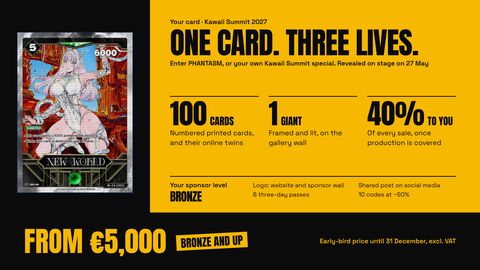 Your card · Kawaii Summit 2027
ONE CARD. THREE LIVES.
Enter PHANTASM, or your own Kawaii Summit special. Revealed on stage on 27 May
5
6000
NEW WORLD
100 CARDS
Numbered printed cards,
and their online twins
1 GIANT
Framed and lit, on the
gallery wall
40% TO YOU
Of every sale, once
production is covered
Your sponsor level
BRONZE
Logo: website and sponsor wall
6 three-day passes
Shared post on social media
10 codes at −50%
FROM €5,000
BRONZE AND UP
Early-bird price until 31 December, excl. VAT